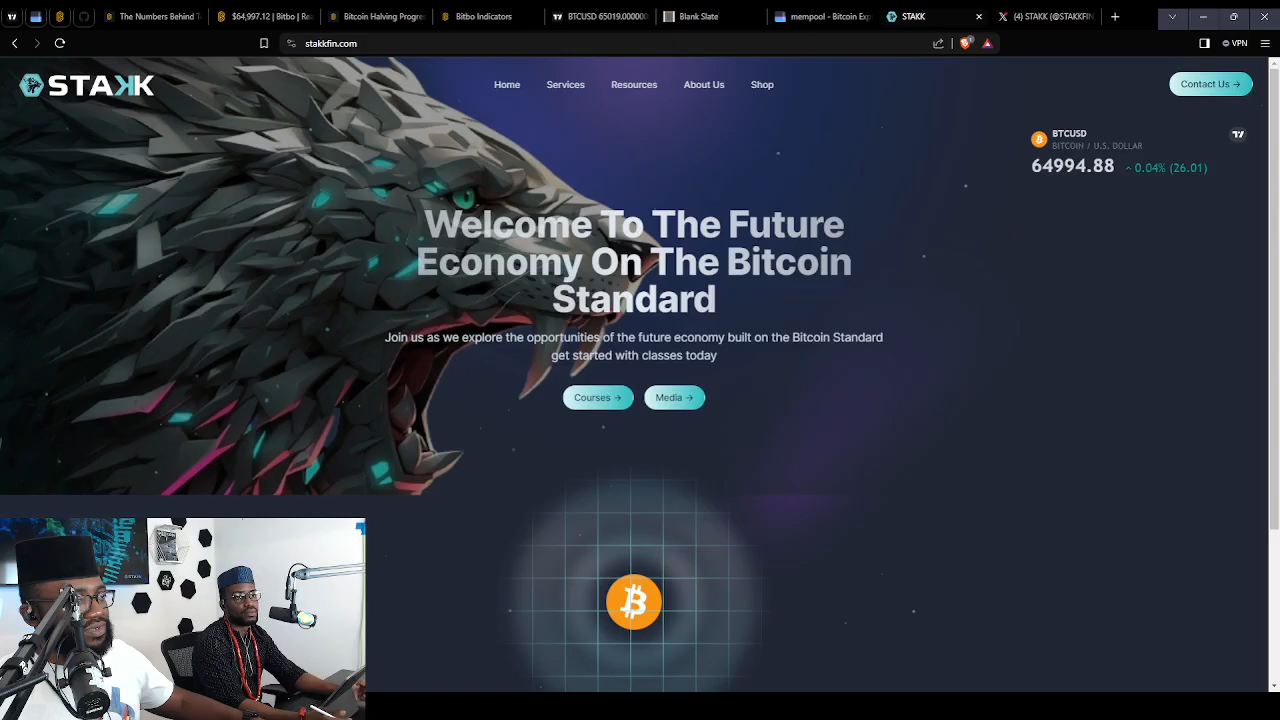 The Numbers Behind T
$64,997.12 | Bitbo | Re
Bitcoin Halving Progre
Bitbo Indicators
BTCUSD 65019.000000
Blank Slate
mempool - Bitcoin Exp
STAKK
(4) STAKK (@STAKKFIN
stakkfin.com
1
VPN
STAKK
Home
Services
Resources
About Us
Shop
Contact Us →
BTCUSD
BITCOIN / U.S. DOLLAR
64994.88
0.04% (26.01)
Welcome To The Future
Economy On The Bitcoin
Standard
Join us as we explore the opportunities of the future economy built on the Bitcoin Standard
get started with classes today
Courses →
Media →